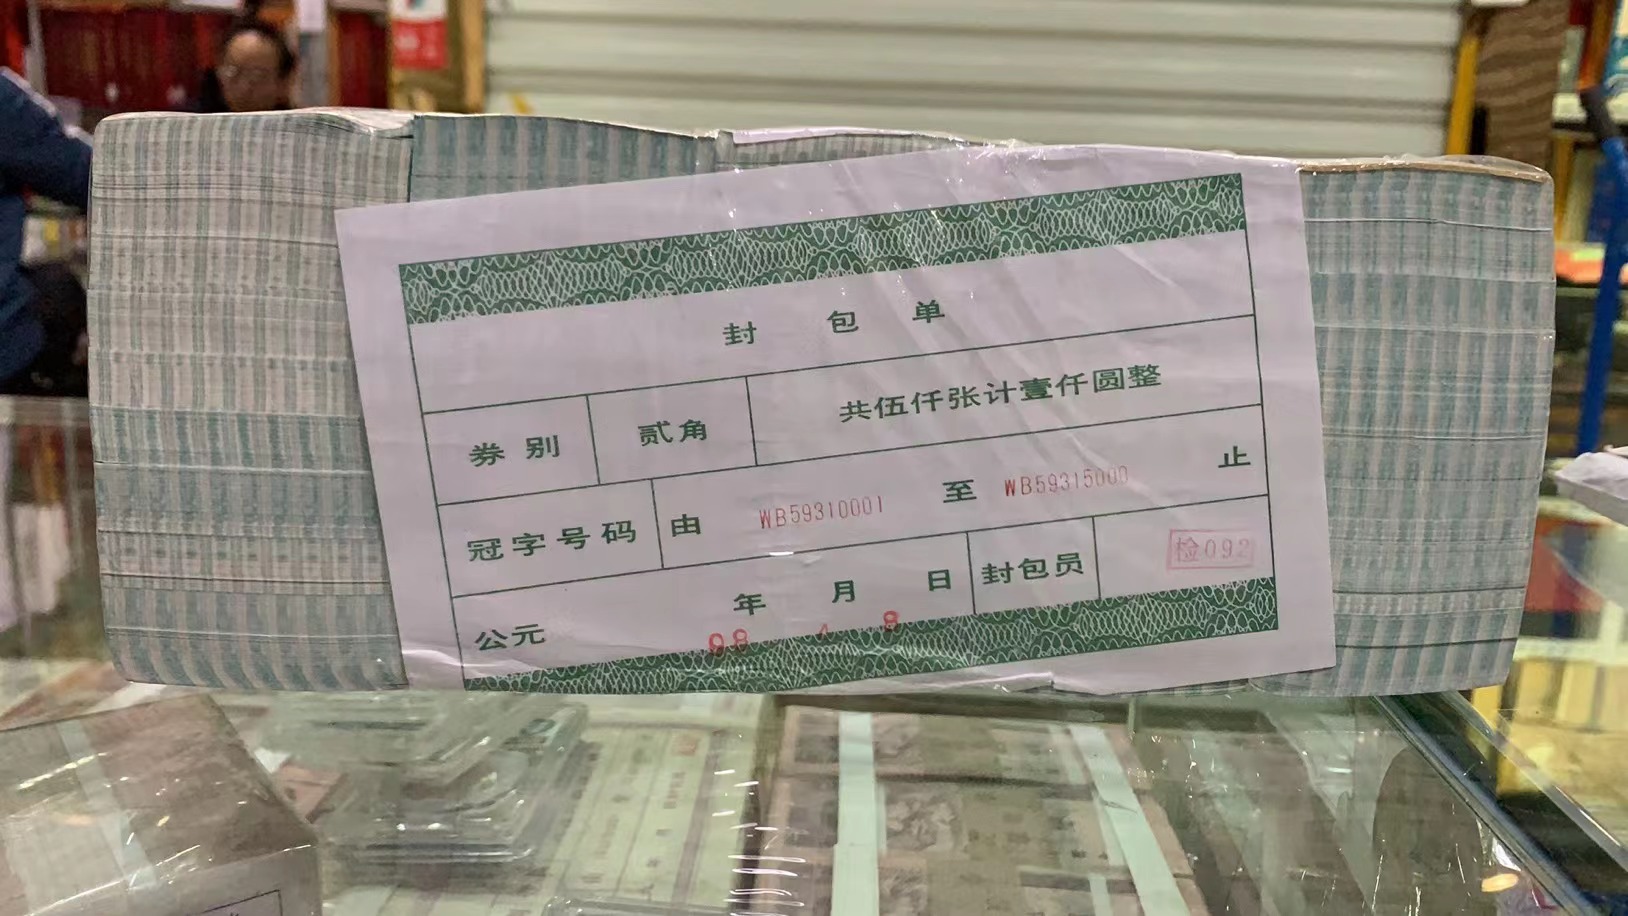 封 包 单
券 别 贰角 共伍仟张计壹仟圆整
冠字号码 由 WB59310001 至 WB59315000 止
公元 年 月 日 封包员 检092
98 4 8